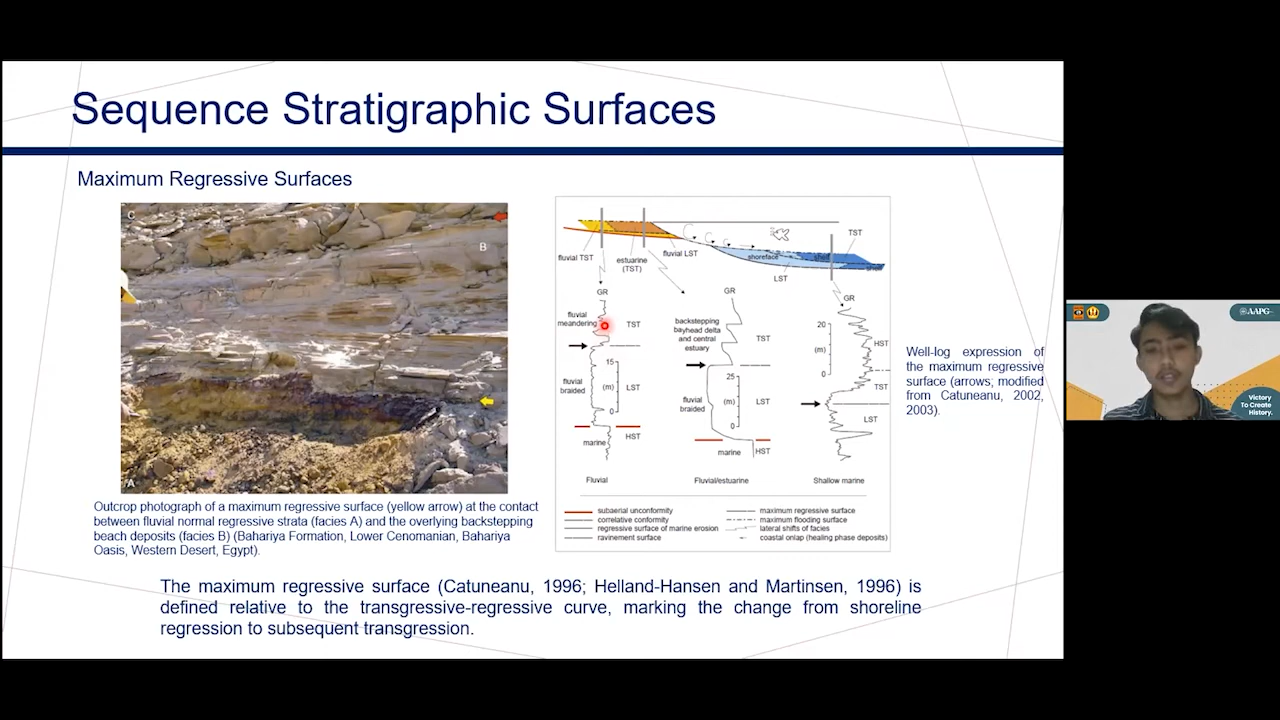 Sequence Stratigraphic Surfaces
Maximum Regressive Surfaces
C
B
A
Outcrop photograph of a maximum regressive surface (yellow arrow) at the contact
between fluvial normal regressive strata (facies A) and the overlying backstepping
beach deposits (facies B) (Bahariya Formation, Lower Cenomanian, Bahariya
Oasis, Western Desert, Egypt).
fluvial TST
estuarine
(TST)
fluvial LST
shoreface
shelf
TST
LST
shelf
GR
fluvial
meandering
TST
15
(m)
0
fluvial
braided
LST
marine
HST
Fluvial
GR
backstepping
bayhead delta
and central
estuary
TST
25
(m)
0
fluvial
braided
LST
marine
HST
Fluvial/estuarine
GR
20
(m)
0
HST
TST
LST
Shallow marine
subaerial unconformity
correlative conformity
regressive surface of marine erosion
ravinement surface
maximum regressive surface
maximum flooding surface
lateral shifts of facies
coastal onlap (healing phase deposits)
Well-log expression of
the maximum regressive
surface (arrows; modified
from Catuneanu, 2002,
2003).
The maximum regressive surface (Catuneanu, 1996; Helland-Hansen and Martinsen, 1996) is
defined relative to the transgressive-regressive curve, marking the change from shoreline
regression to subsequent transgression.
AAPG
Victory
To Create
History.